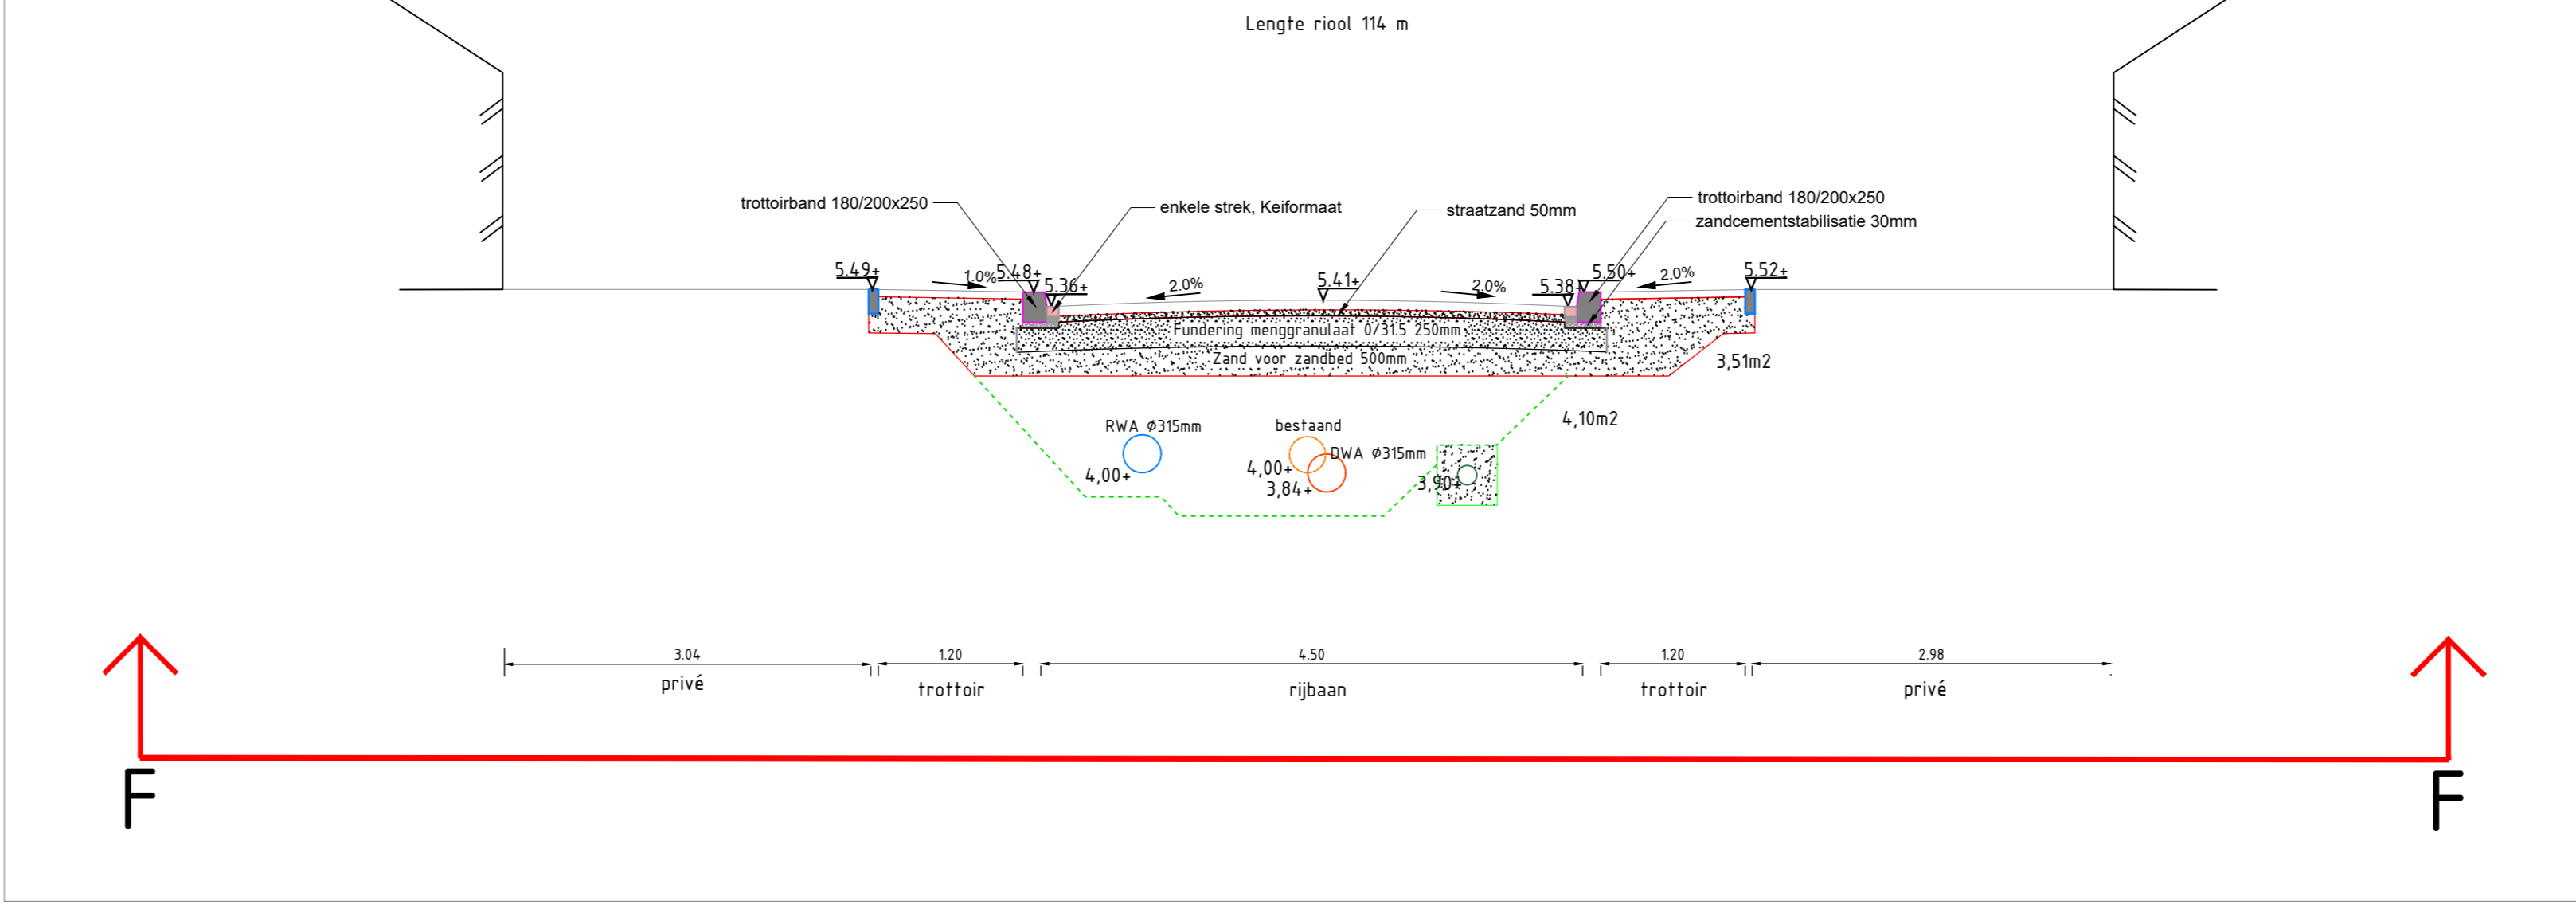 Lengte riool 114 m
trottoirband 180/200x250
enkele strek, Keiformaat
straatzand 50mm
trottoirband 180/200x250
zandcementstabilisatie 30mm
5.49+
1.0%
5.48+
5.36+
2.0%
5.41+
2.0%
5.38+
5.50+
2.0%
5.52+
Fundering menggranulaat 0/31.5 250mm
Zand voor zandbed 500mm
3,51m2
4,10m2
RWA Ø315mm
4,00+
bestaand
DWA Ø315mm
4,00+
3,84+
3,90+
3.04
1.20
4.50
1.20
2.98
privé
trottoir
rijbaan
trottoir
privé
F
F